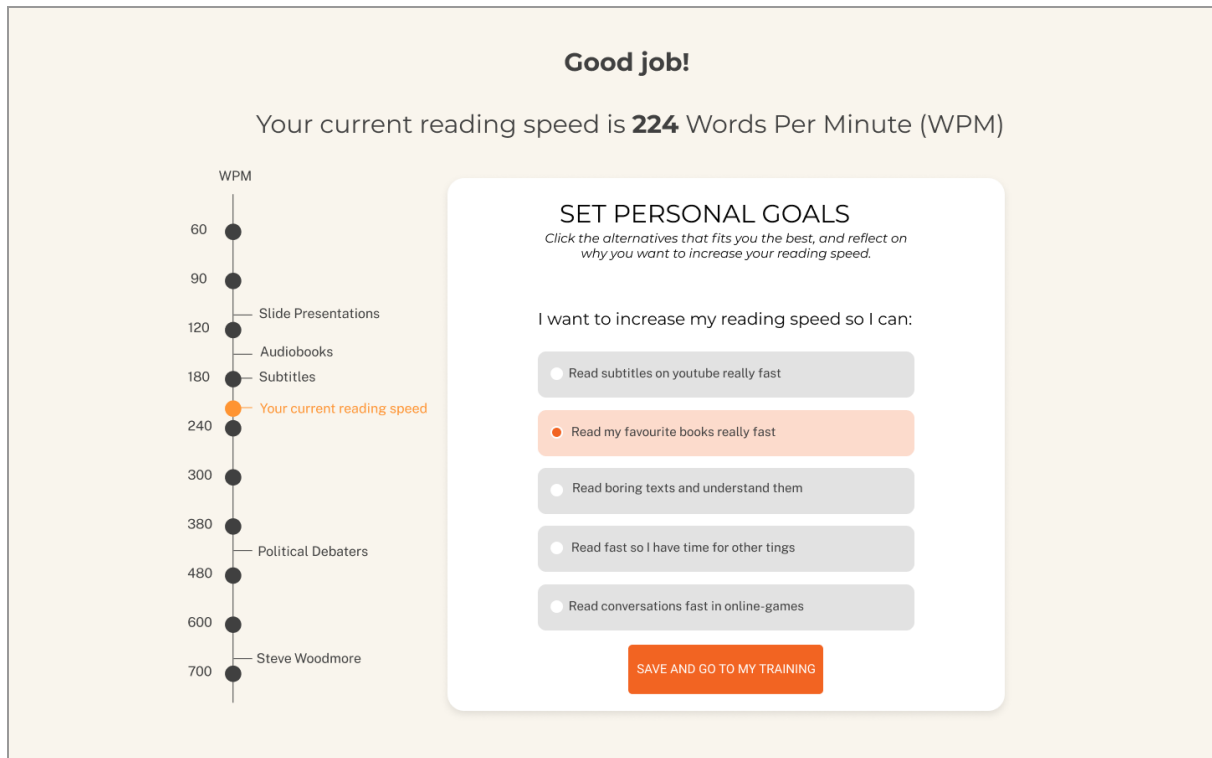 Good job!
Your current reading speed is 224 Words Per Minute (WPM)
WPM
60
90
Slide Presentations
120
Audiobooks
180
Subtitles
Your current reading speed
240
300
380
Political Debaters
480
600
Steve Woodmore
700
SET PERSONAL GOALS
Click the alternatives that fits you the best, and reflect on
why you want to increase your reading speed.
I want to increase my reading speed so I can:
Read subtitles on youtube really fast
Read my favourite books really fast
Read boring texts and understand them
Read fast so I have time for other tings
Read conversations fast in online-games
SAVE AND GO TO MY TRAINING